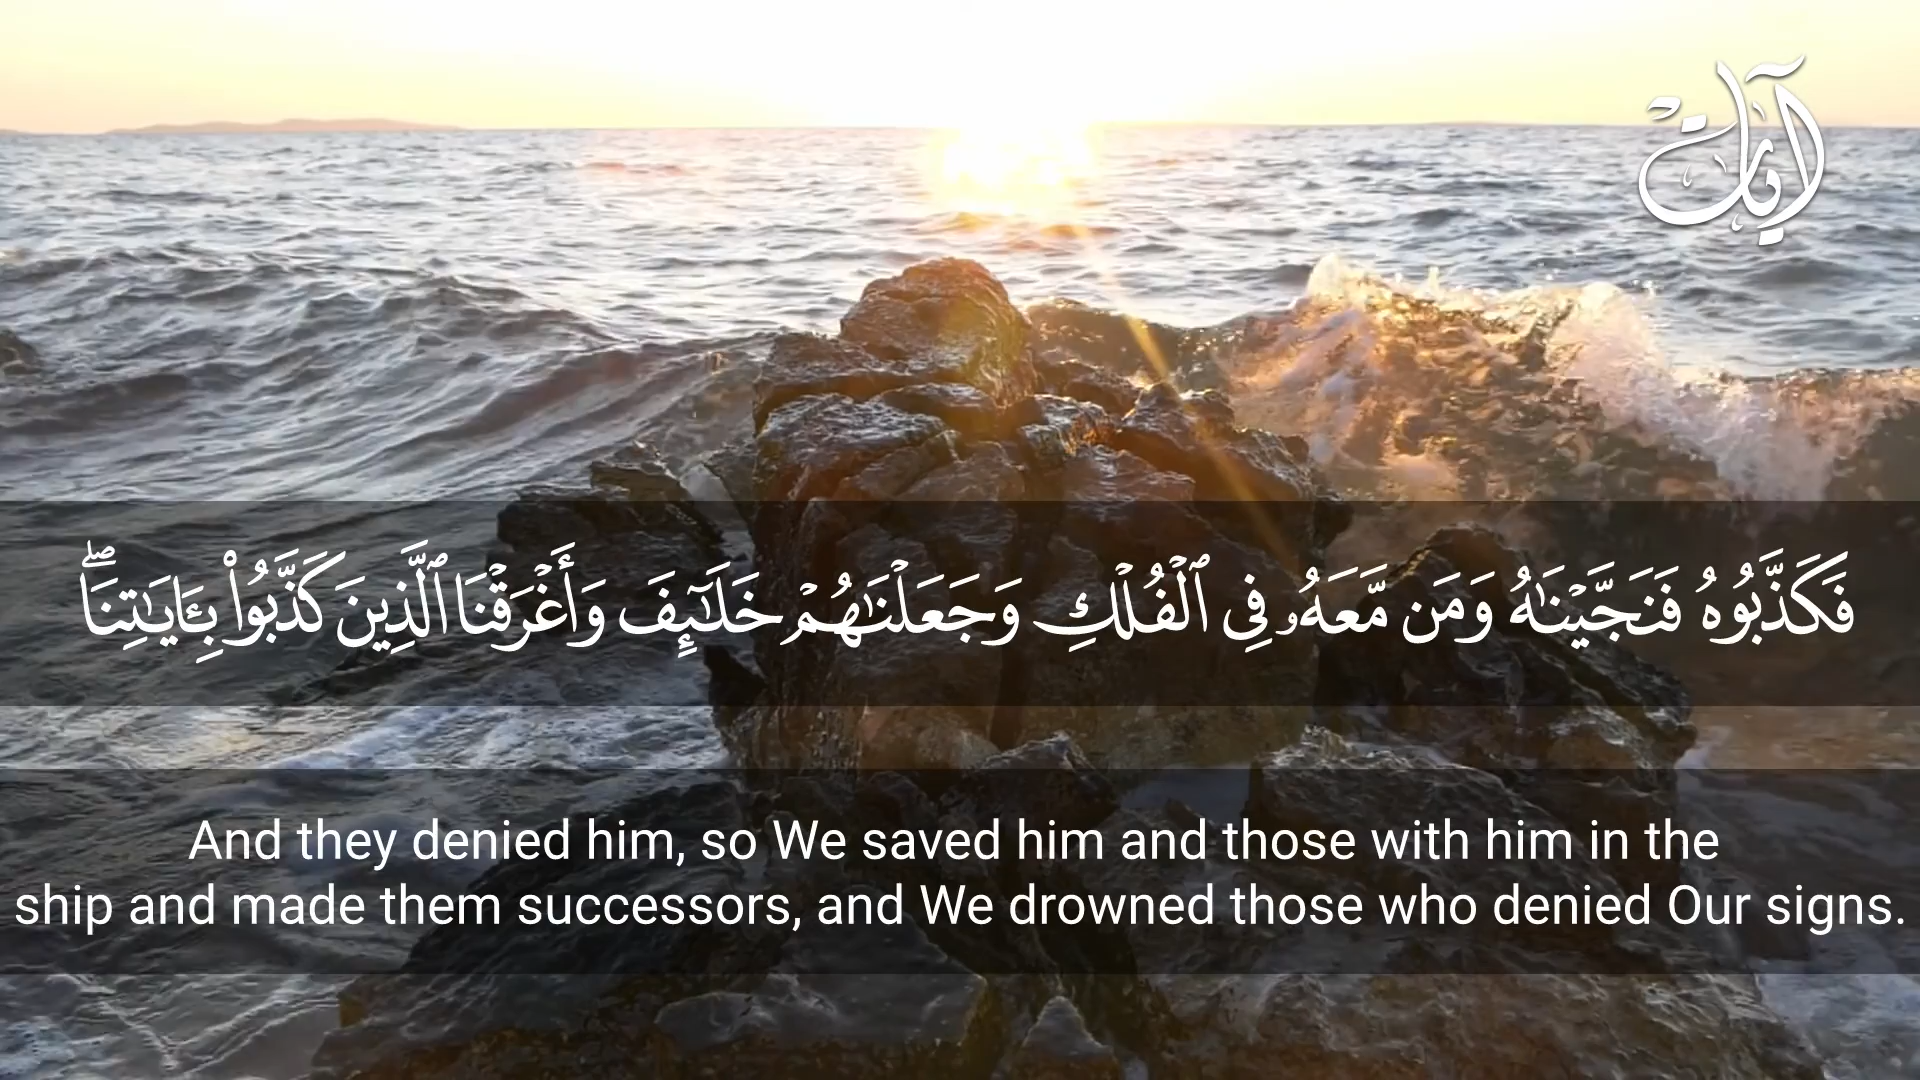 آيات
فَكَذَّبُوهُ فَنَجَّيْنَٰهُ وَمَن مَّعَهُۥ فِى ٱلْفُلْكِ وَجَعَلْنَٰهُمْ خَلَٰٓئِفَ وَأَغْرَقْنَا ٱلَّذِينَ كَذَّبُوا۟ بِـَٔايَٰتِنَا ۖ
And they denied him, so We saved him and those with him in the
ship and made them successors, and We drowned those who denied Our signs.